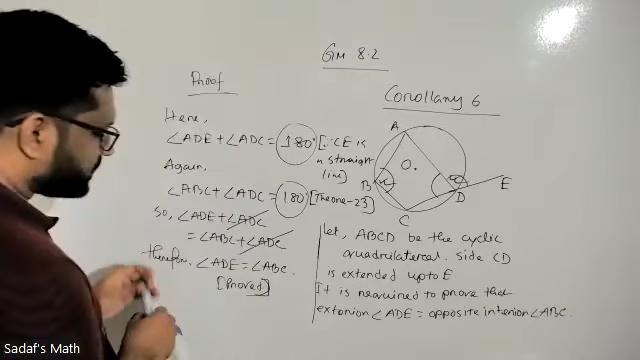 Gm 8.2
Corollary 6
Proof
Here,
∠ADE + ∠ADC = 180° [∵ CE is a straight line]
Again,
∠ABC + ∠ADC = 180° [Theore-23]
So, ∠ADE + ∠ADC
= ∠ABC + ∠ADC
therefore, ∠ADE = ∠ABC.
[Proved]
A
O
B
C
D
E
Let, ABCD be the cyclic
quadrilateral. side CD
is extended upto E
It is required to prove that
exterior ∠ADE = opposite interior ∠ABC.
Sadaf's Math